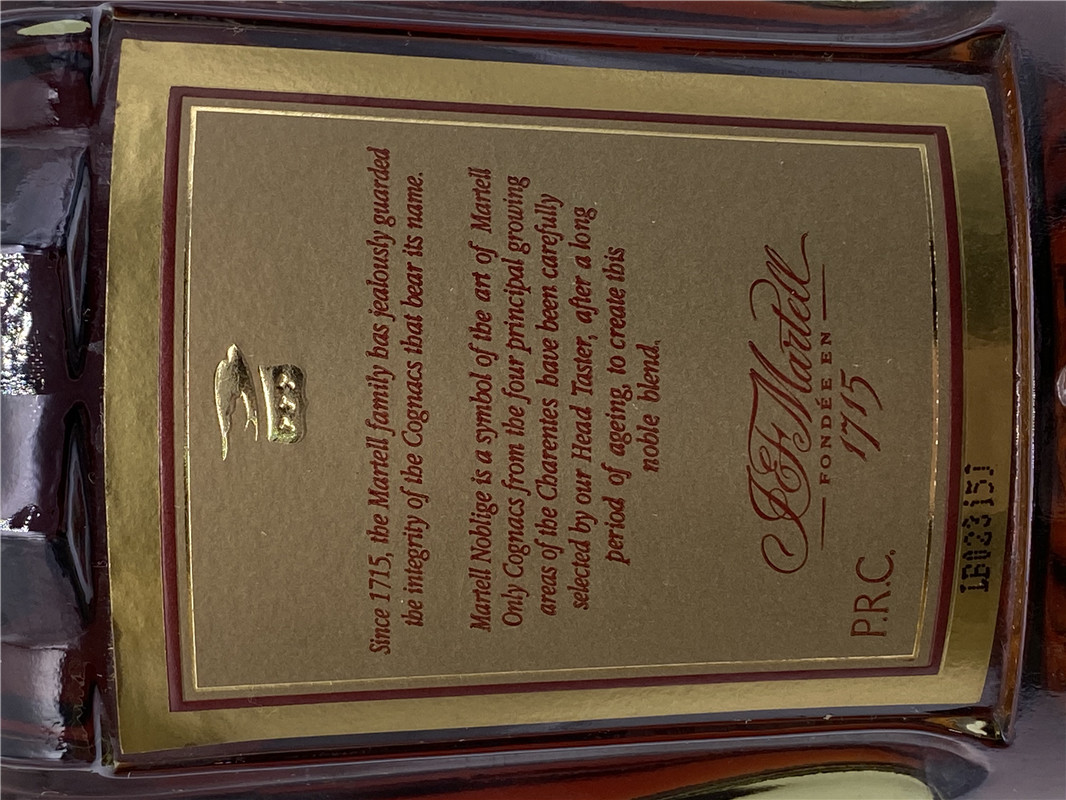 Since 1715, the Martell family has jealously guarded
the integrity of the Cognacs that bear its name.
Martell Noblige is a symbol of the art of Martell
Only Cognacs from the four principal growing
areas of the Charentes have been carefully
selected by our Head Taster, after a long
period of ageing, to create this
noble blend.
J&F Martell
FONDÉE EN
1715
P.R.C.